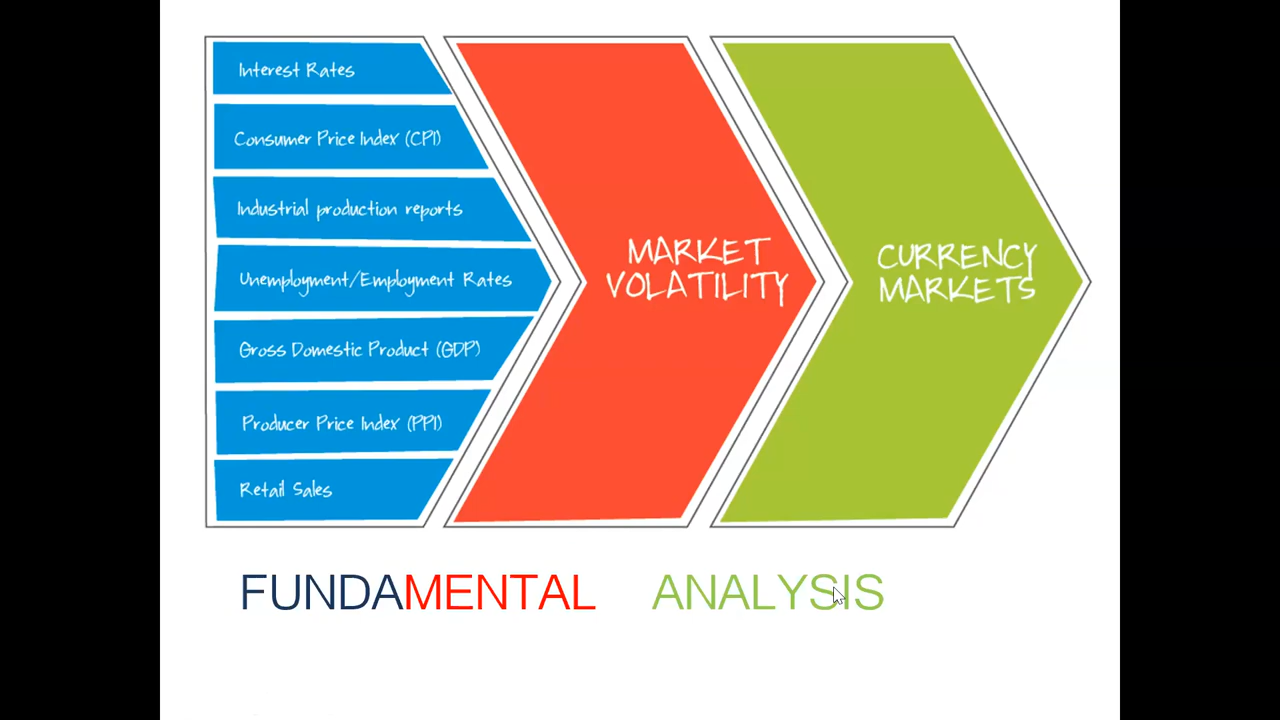 Interest Rates
Consumer Price Index (CPI)
Industrial production reports
Unemployment/Employment Rates
Gross Domestic Product (GDP)
Producer Price Index (PPI)
Retail Sales
MARKET
VOLATILITY
CURRENCY
MARKETS
FUNDAMENTAL ANALYSIS